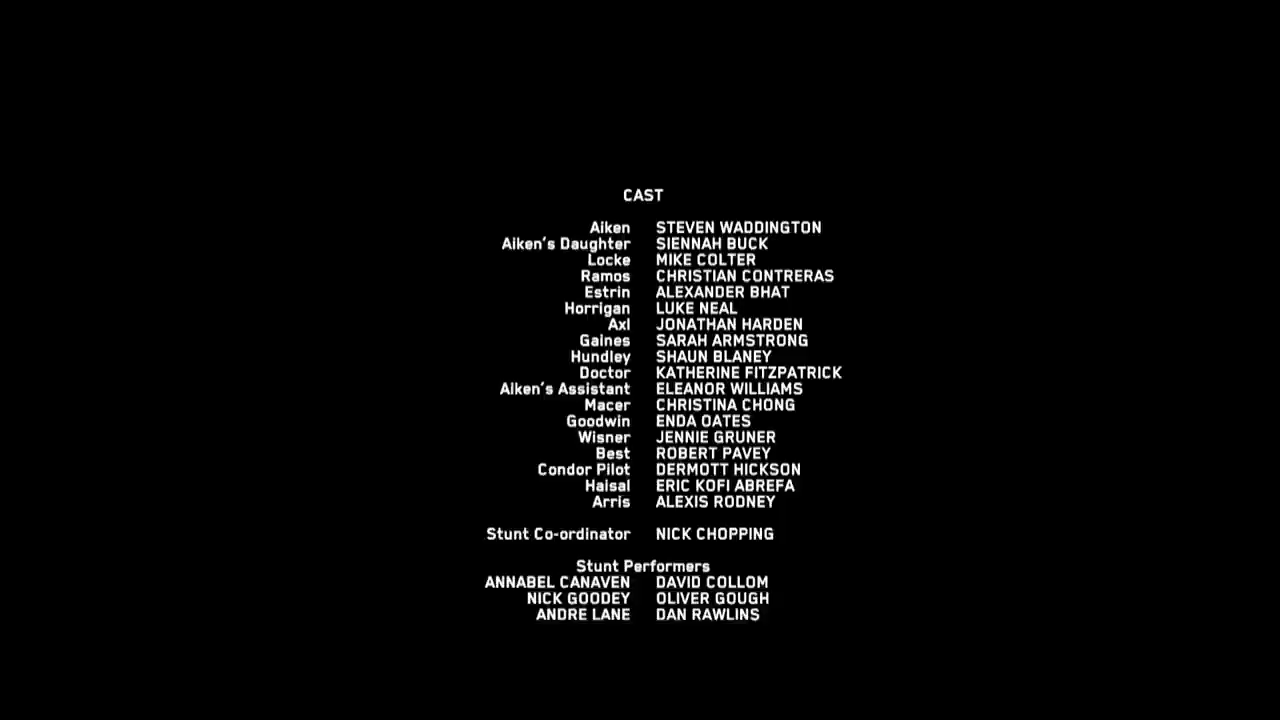 CAST
Aiken STEVEN WADDINGTON
Aiken's Daughter SIENNAH BUCK
Locke MIKE COLTER
Ramos CHRISTIAN CONTRERAS
Estrin ALEXANDER BHAT
Horrigan LUKE NEAL
Axl JONATHAN HARDEN
Gaines SARAH ARMSTRONG
Hundley SHAUN BLANEY
Doctor KATHERINE FITZPATRICK
Aiken's Assistant ELEANOR WILLIAMS
Macer CHRISTINA CHONG
Goodwin ENDA OATES
Wisner JENNIE GRUNER
Best ROBERT PAVEY
Condor Pilot DERMOTT HICKSON
Haisal ERIC KOFI ABREFA
Arris ALEXIS RODNEY
Stunt Co-ordinator NICK CHOPPING
Stunt Performers
ANNABEL CANAVEN DAVID COLLOM
NICK GOODEY OLIVER GOUGH
ANDRE LANE DAN RAWLINS